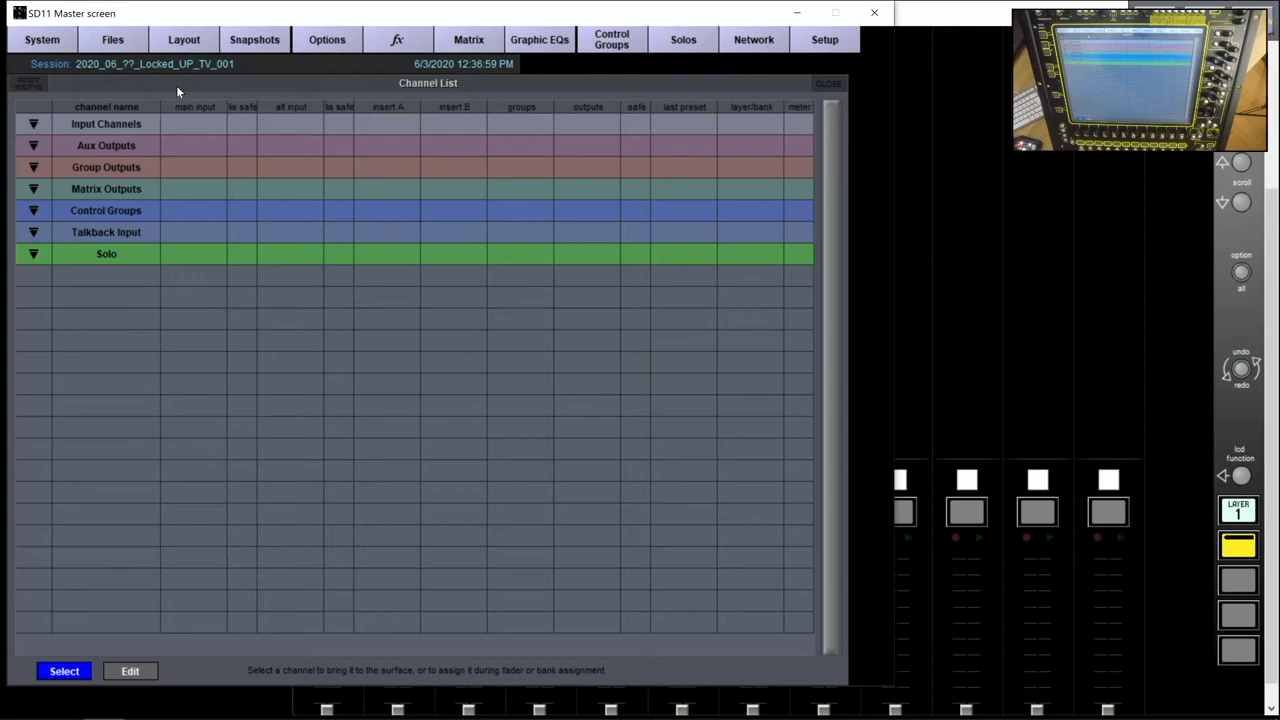 SD11 Master screen
System Files Layout Snapshots Options fx Matrix Graphic EQs Control Groups Solos Network Setup
Session: 2020_06_??_Locked_UP_TV_001 6/3/2020 12:36:59 PM
RESET WIDTHS Channel List CLOSE
channel name main input lis safe alt input lis safe insert A insert B groups outputs safe last preset layer/bank meter
Input Channels
Aux Outputs
Group Outputs
Matrix Outputs
Control Groups
Talkback Input
Solo
Select Edit Select a channel to bring it to the surface, or to assign it during fader or bank assignment
scroll
option
all
undo
redo
lcd
function
LAYER
1